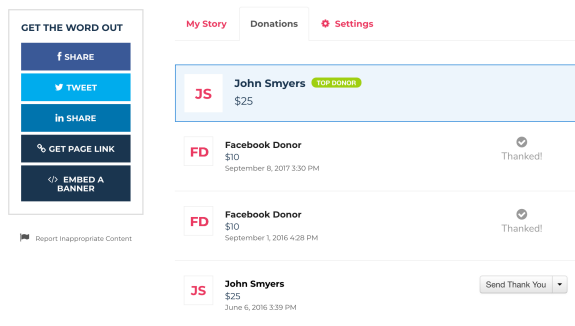 GET THE WORD OUT
SHARE
TWEET
SHARE
GET PAGE LINK
</> EMBED A
BANNER
Report Inappropriate Content
My Story
Donations
Settings
JS
John Smyers TOP DONOR
$25
FD
Facebook Donor
$10
September 8, 2017 3:30 PM
Thanked!
FD
Facebook Donor
$10
September 1, 2016 4:28 PM
Thanked!
JS
John Smyers
$25
June 6, 2016 3:39 PM
Send Thank You